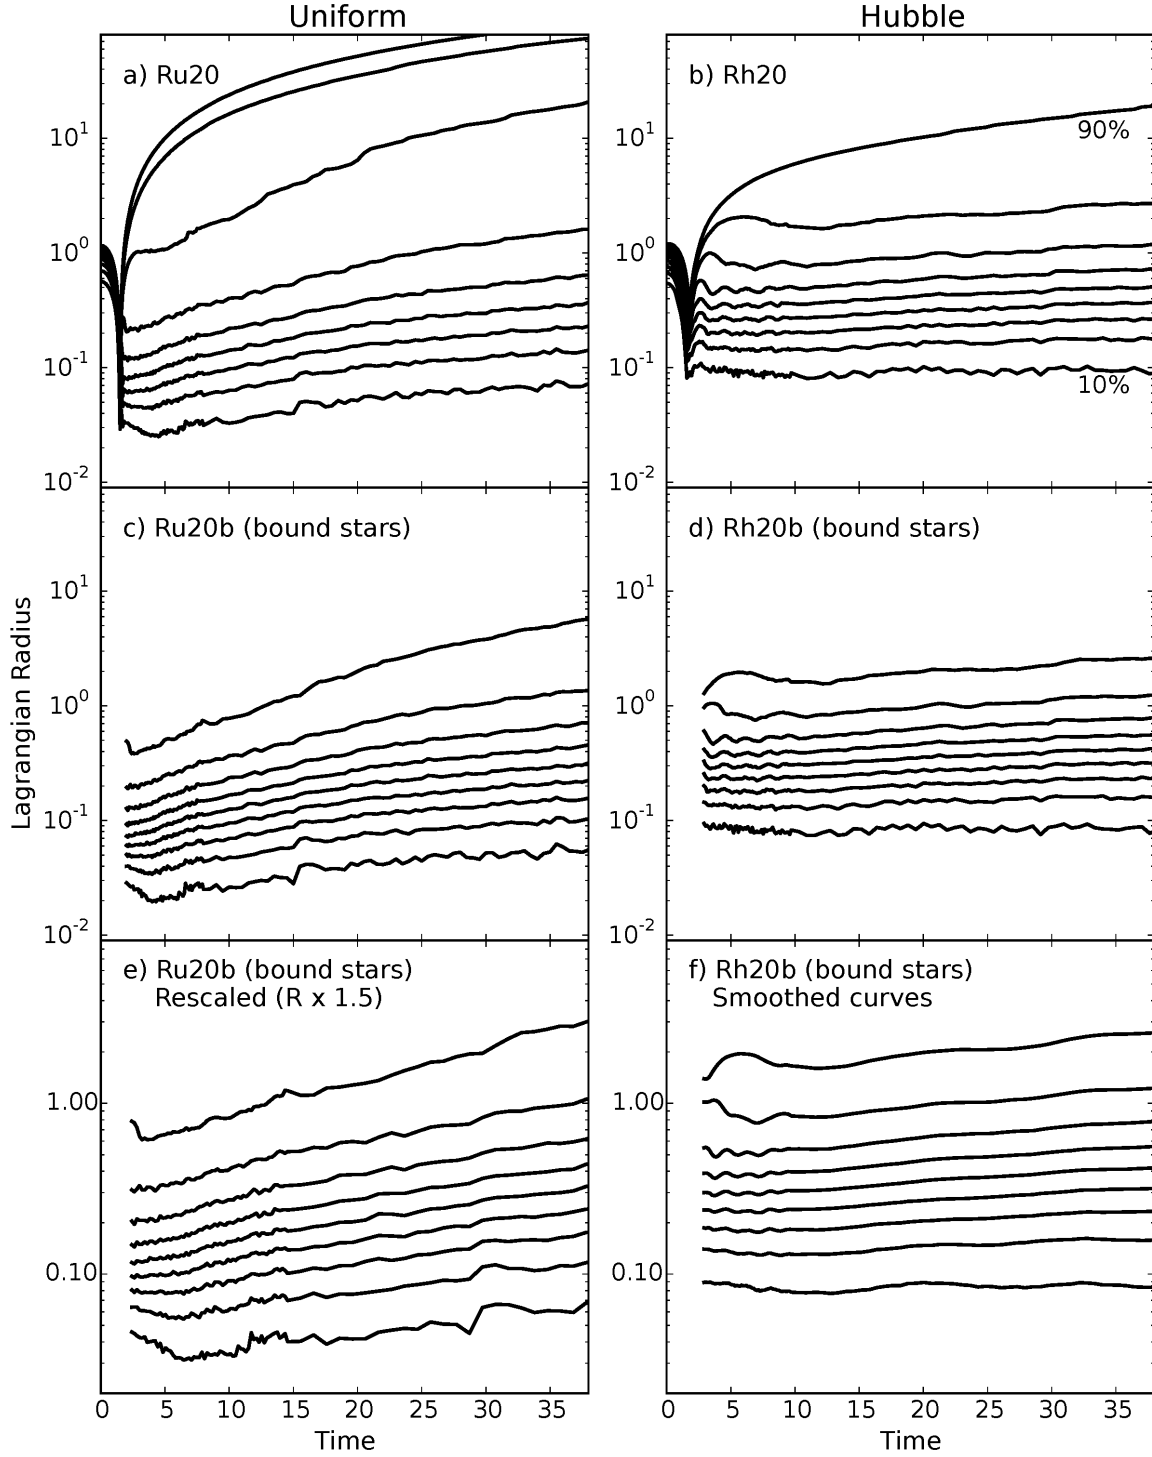 Uniform
Hubble
a) Ru20
b) Rh20
90%
10%
10¹
10⁰
10⁻¹
10⁻²
10¹
10⁰
10⁻¹
10⁻²
c) Ru20b (bound stars)
d) Rh20b (bound stars)
Lagrangian Radius
10¹
10⁰
10⁻¹
10⁻²
10¹
10⁰
10⁻¹
10⁻²
e) Ru20b (bound stars)
Rescaled (R x 1.5)
f) Rh20b (bound stars)
Smoothed curves
1.00
0.10
1.00
0.10
0 5 10 15 20 25 30 35
0 5 10 15 20 25 30 35
Time
Time